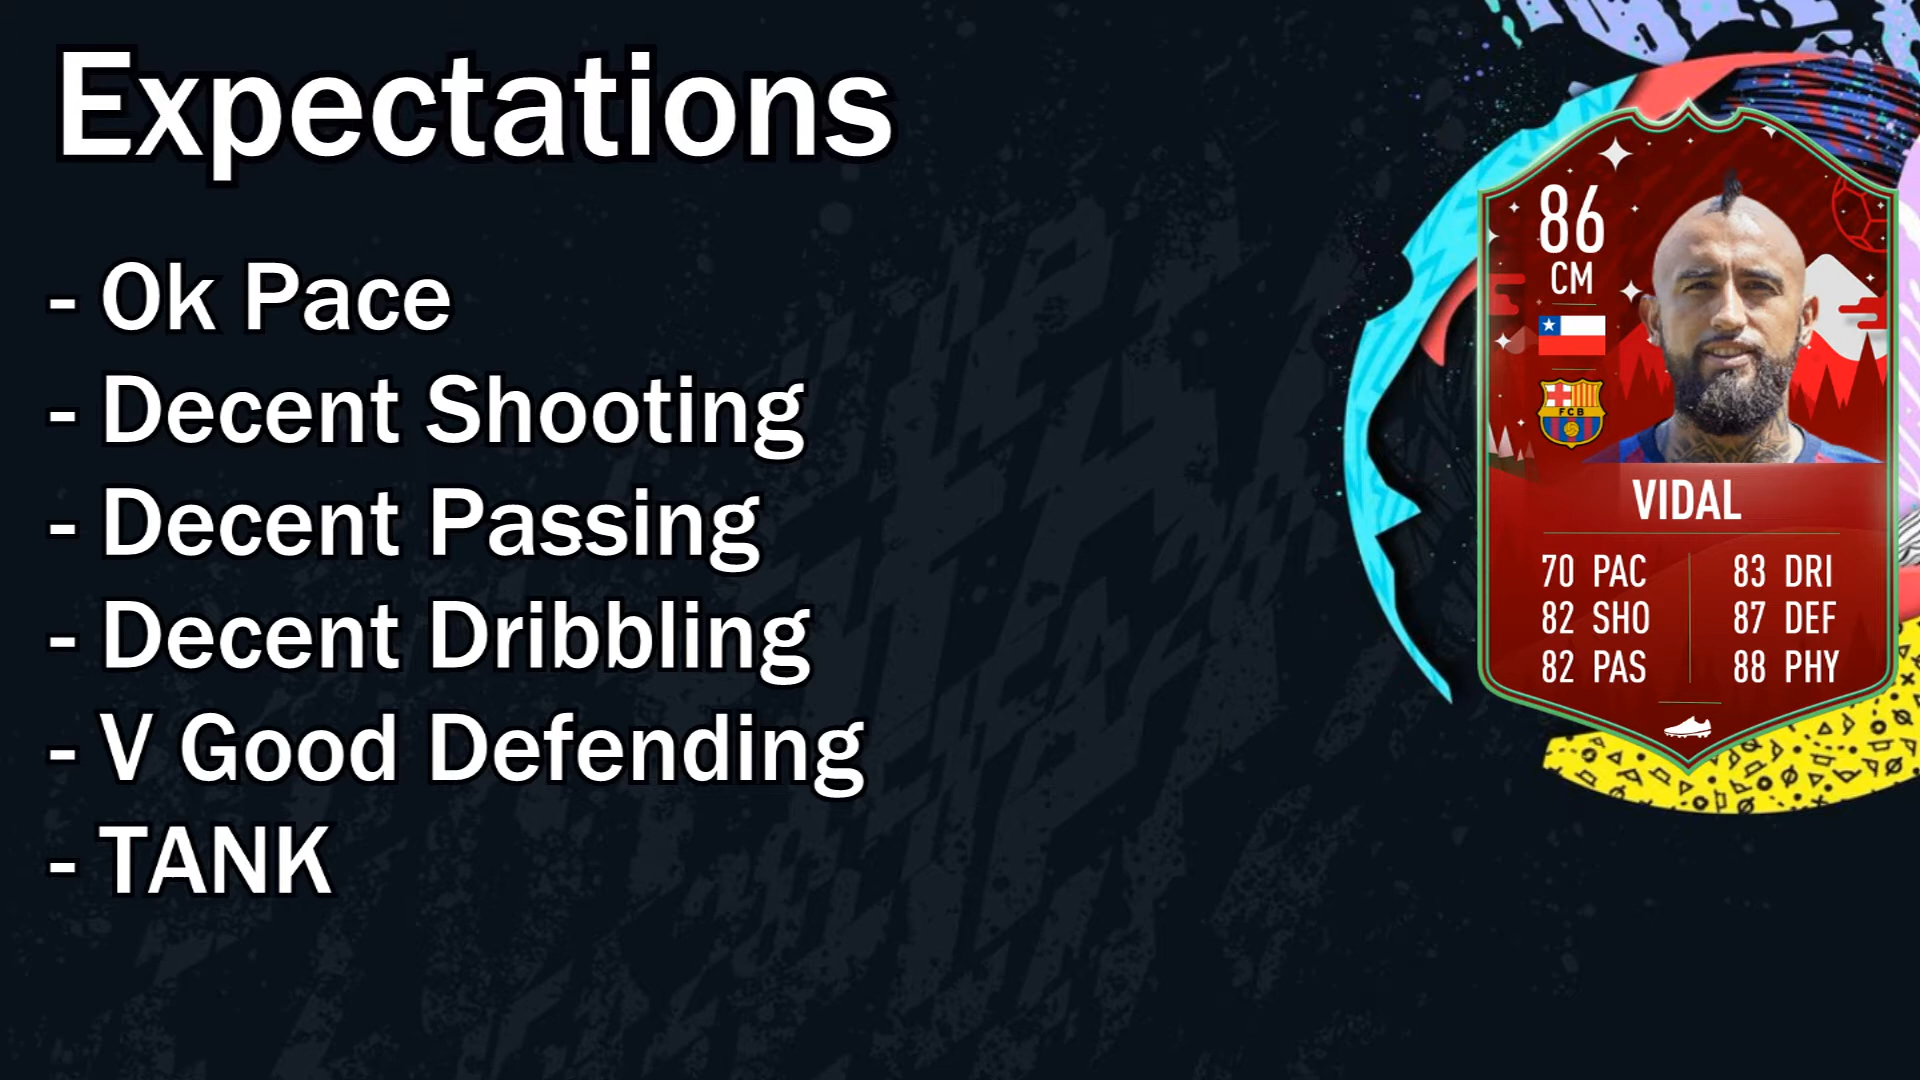 Expectations
- Ok Pace
- Decent Shooting
- Decent Passing
- Decent Dribbling
- V Good Defending
- TANK
86
CM
FCB
VIDAL
70 PAC 83 DRI
82 SHO 87 DEF
82 PAS 88 PHY